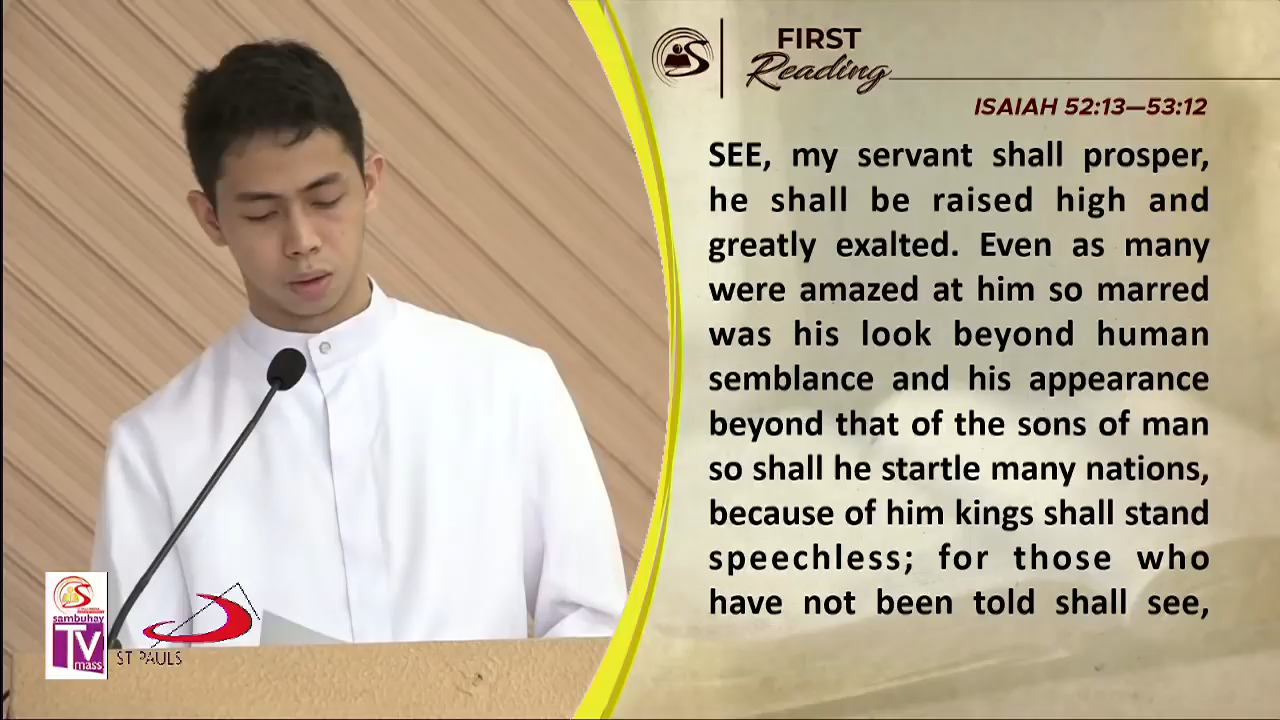 FIRST
Reading
ISAIAH 52:13—53:12
SEE, my servant shall prosper,
he shall be raised high and
greatly exalted. Even as many
were amazed at him so marred
was his look beyond human
semblance and his appearance
beyond that of the sons of man
so shall he startle many nations,
because of him kings shall stand
speechless; for those who
have not been told shall see,
sambuhay
TV
mass
ST PAULS